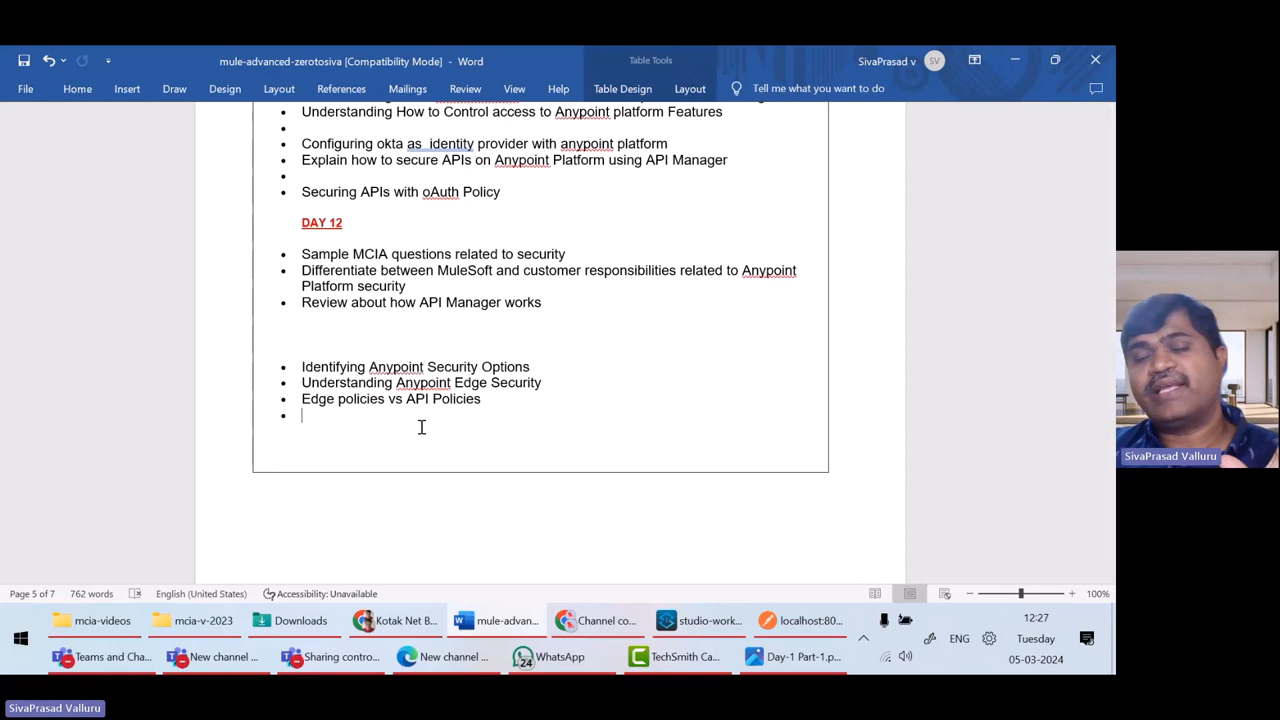 mule-advanced-zerotosiva [Compatibility Mode] - Word
Table Tools
SivaPrasad v
SV
File
Home
Insert
Draw
Design
Layout
References
Mailings
Review
View
Help
Table Design
Layout
Tell me what you want to do
Understanding How to Control access to Anypoint platform Features
Configuring okta as identity provider with anypoint platform
Explain how to secure APIs on Anypoint Platform using API Manager
Securing APIs with oAuth Policy
DAY 12
Sample MCIA questions related to security
Differentiate between MuleSoft and customer responsibilities related to Anypoint
Platform security
Review about how API Manager works
Identifying Anypoint Security Options
Understanding Anypoint Edge Security
Edge policies vs API Policies
SivaPrasad Valluru
Page 5 of 7
762 words
English (United States)
Accessibility: Unavailable
100%
mcia-videos
mcia-v-2023
Downloads
Kotak Net B...
mule-advan...
Channel co...
studio-work...
localhost:80...
12:27
ENG
Tuesday
05-03-2024
Teams and Cha...
New channel ...
Sharing contro...
New channel ...
24
WhatsApp
TechSmith Ca...
Day-1 Part-1.p...
SivaPrasad Valluru